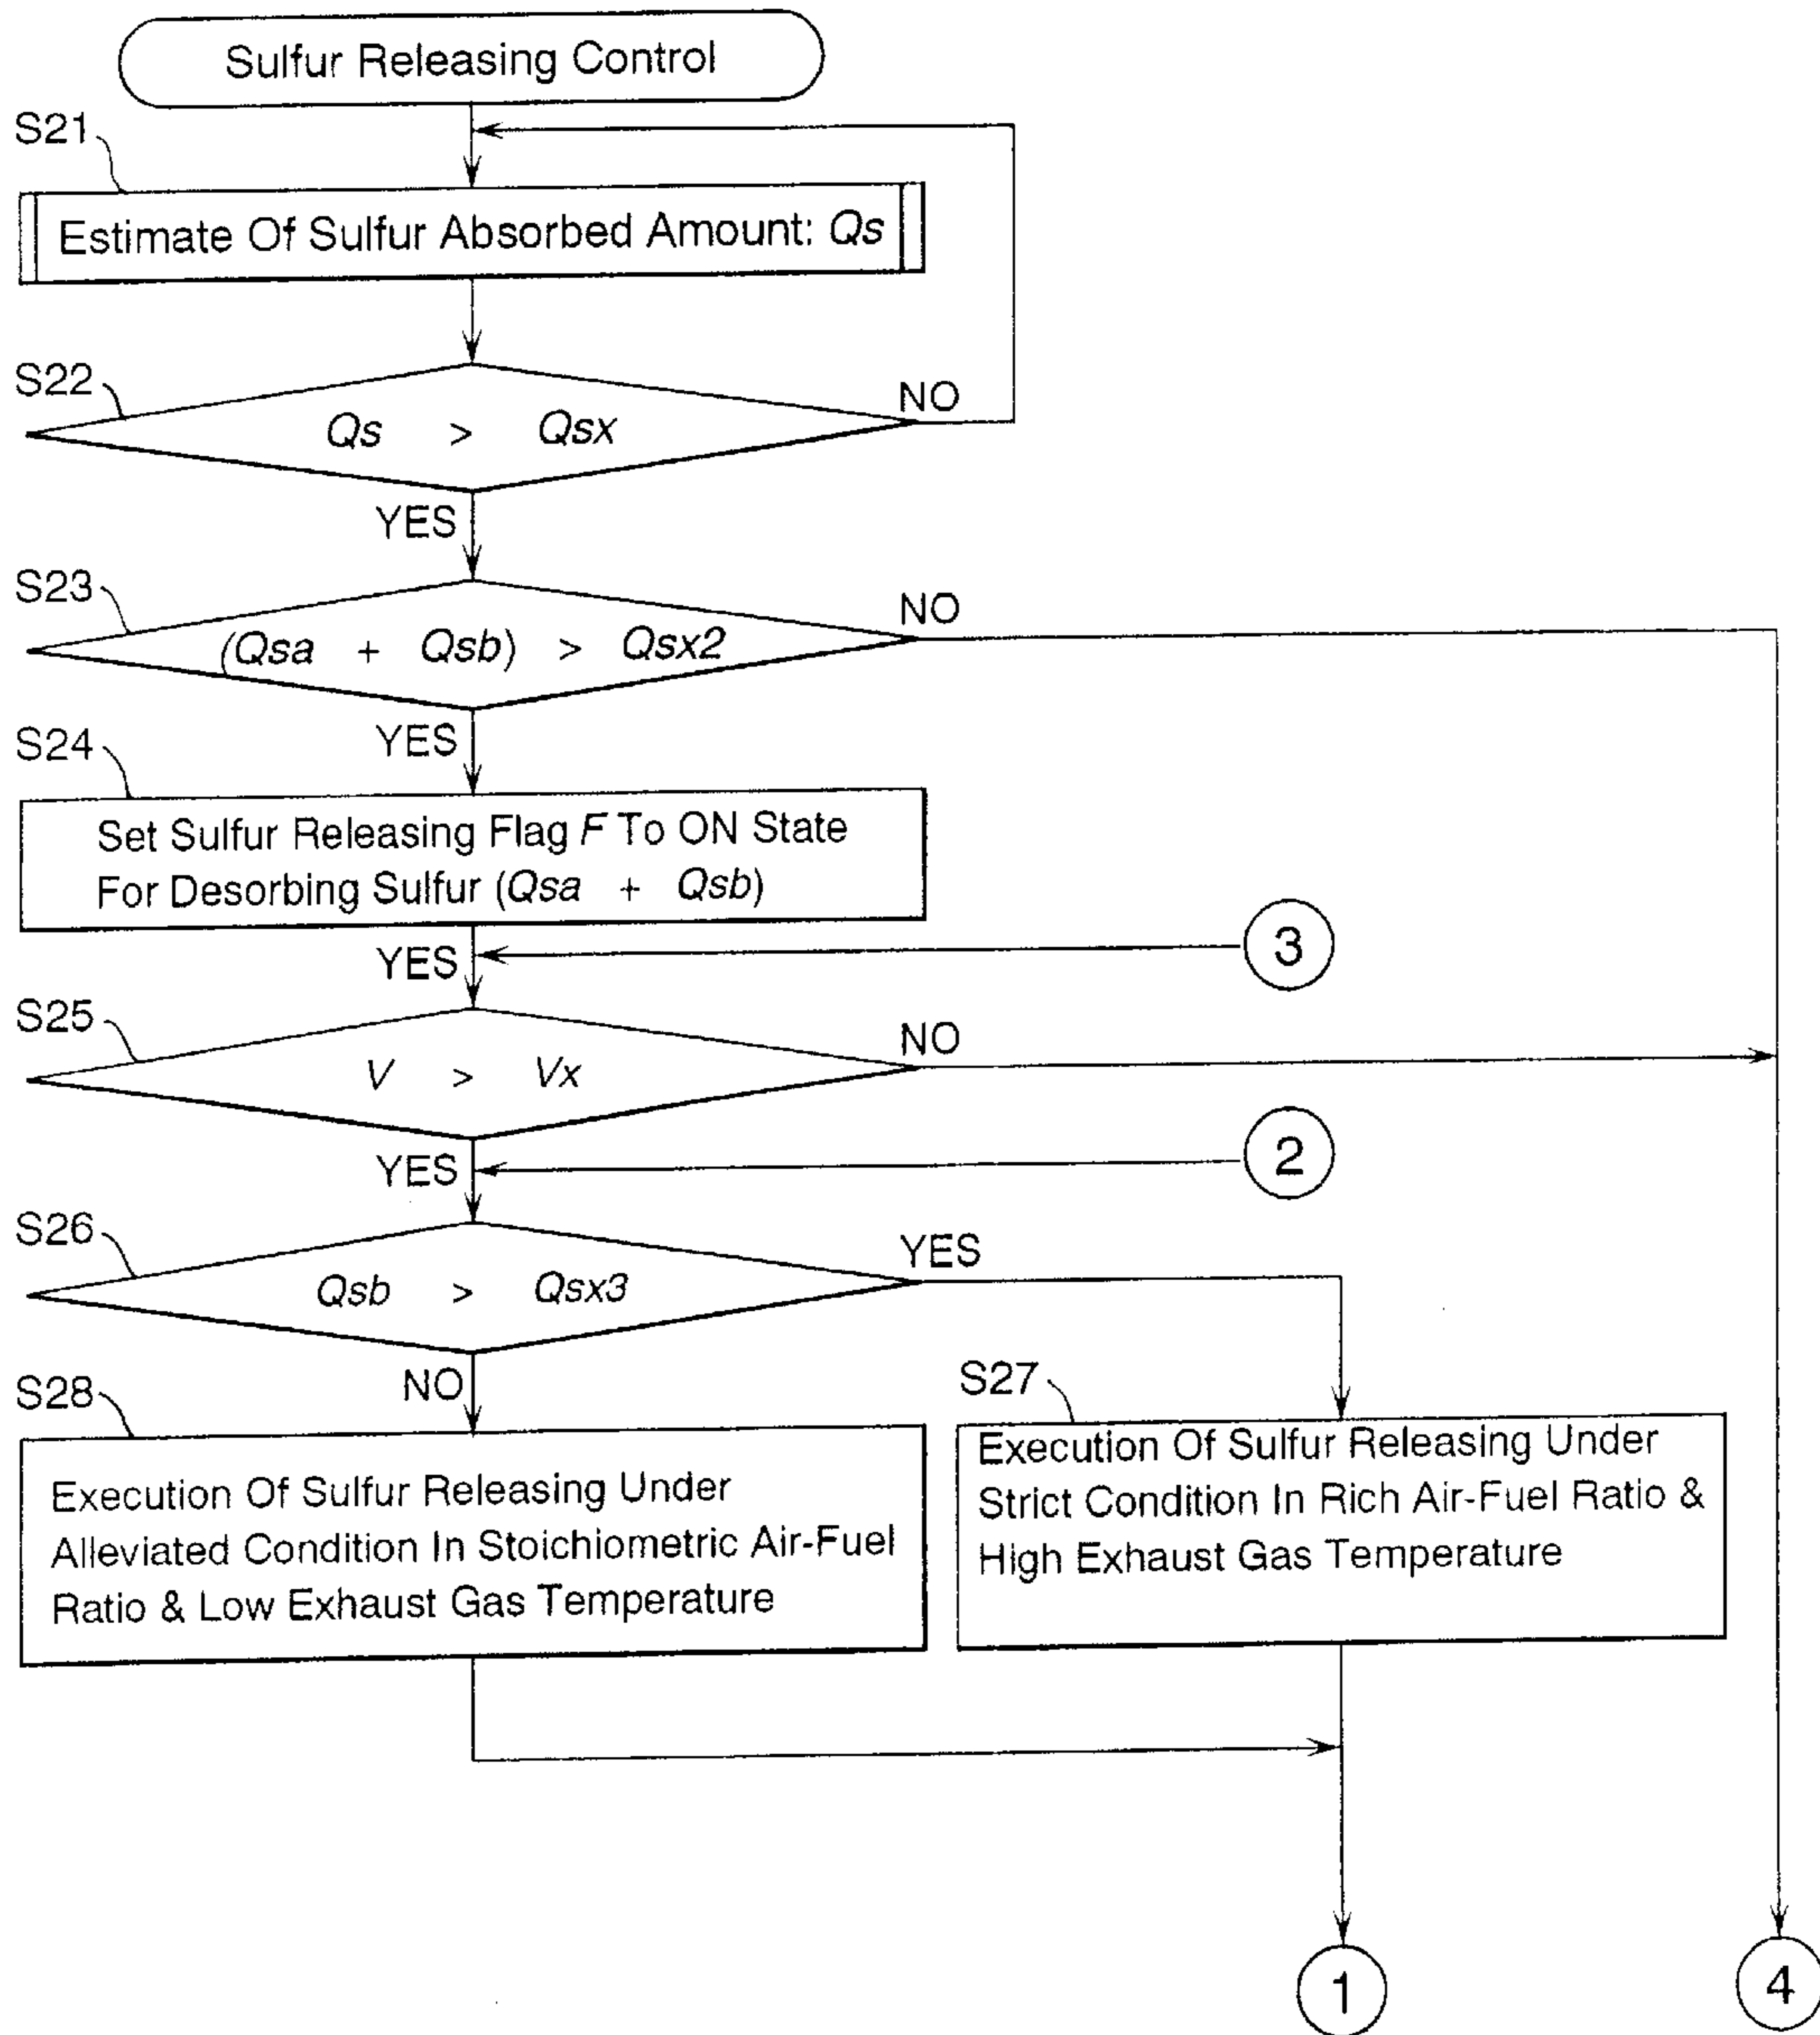 Sulfur Releasing Control
S21
Estimate Of Sulfur Absorbed Amount: Qs
S22
Qs > Qsx
NO
YES
S23
(Qsa + Qsb) > Qsx2
NO
YES
S24
Set Sulfur Releasing Flag F To ON State
For Desorbing Sulfur (Qsa + Qsb)
YES
3
S25
V > Vx
NO
YES
2
S26
Qsb > Qsx3
YES
NO
S28
Execution Of Sulfur Releasing Under
Alleviated Condition In Stoichiometric Air-Fuel
Ratio & Low Exhaust Gas Temperature
S27
Execution Of Sulfur Releasing Under
Strict Condition In Rich Air-Fuel Ratio &
High Exhaust Gas Temperature
1
4